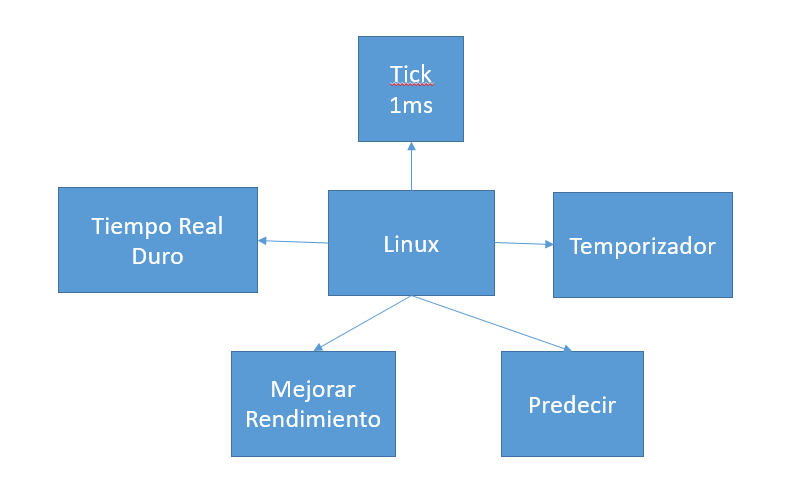 Tick
1ms
Tiempo Real
Duro
Linux
Temporizador
Mejorar
Rendimiento
Predecir